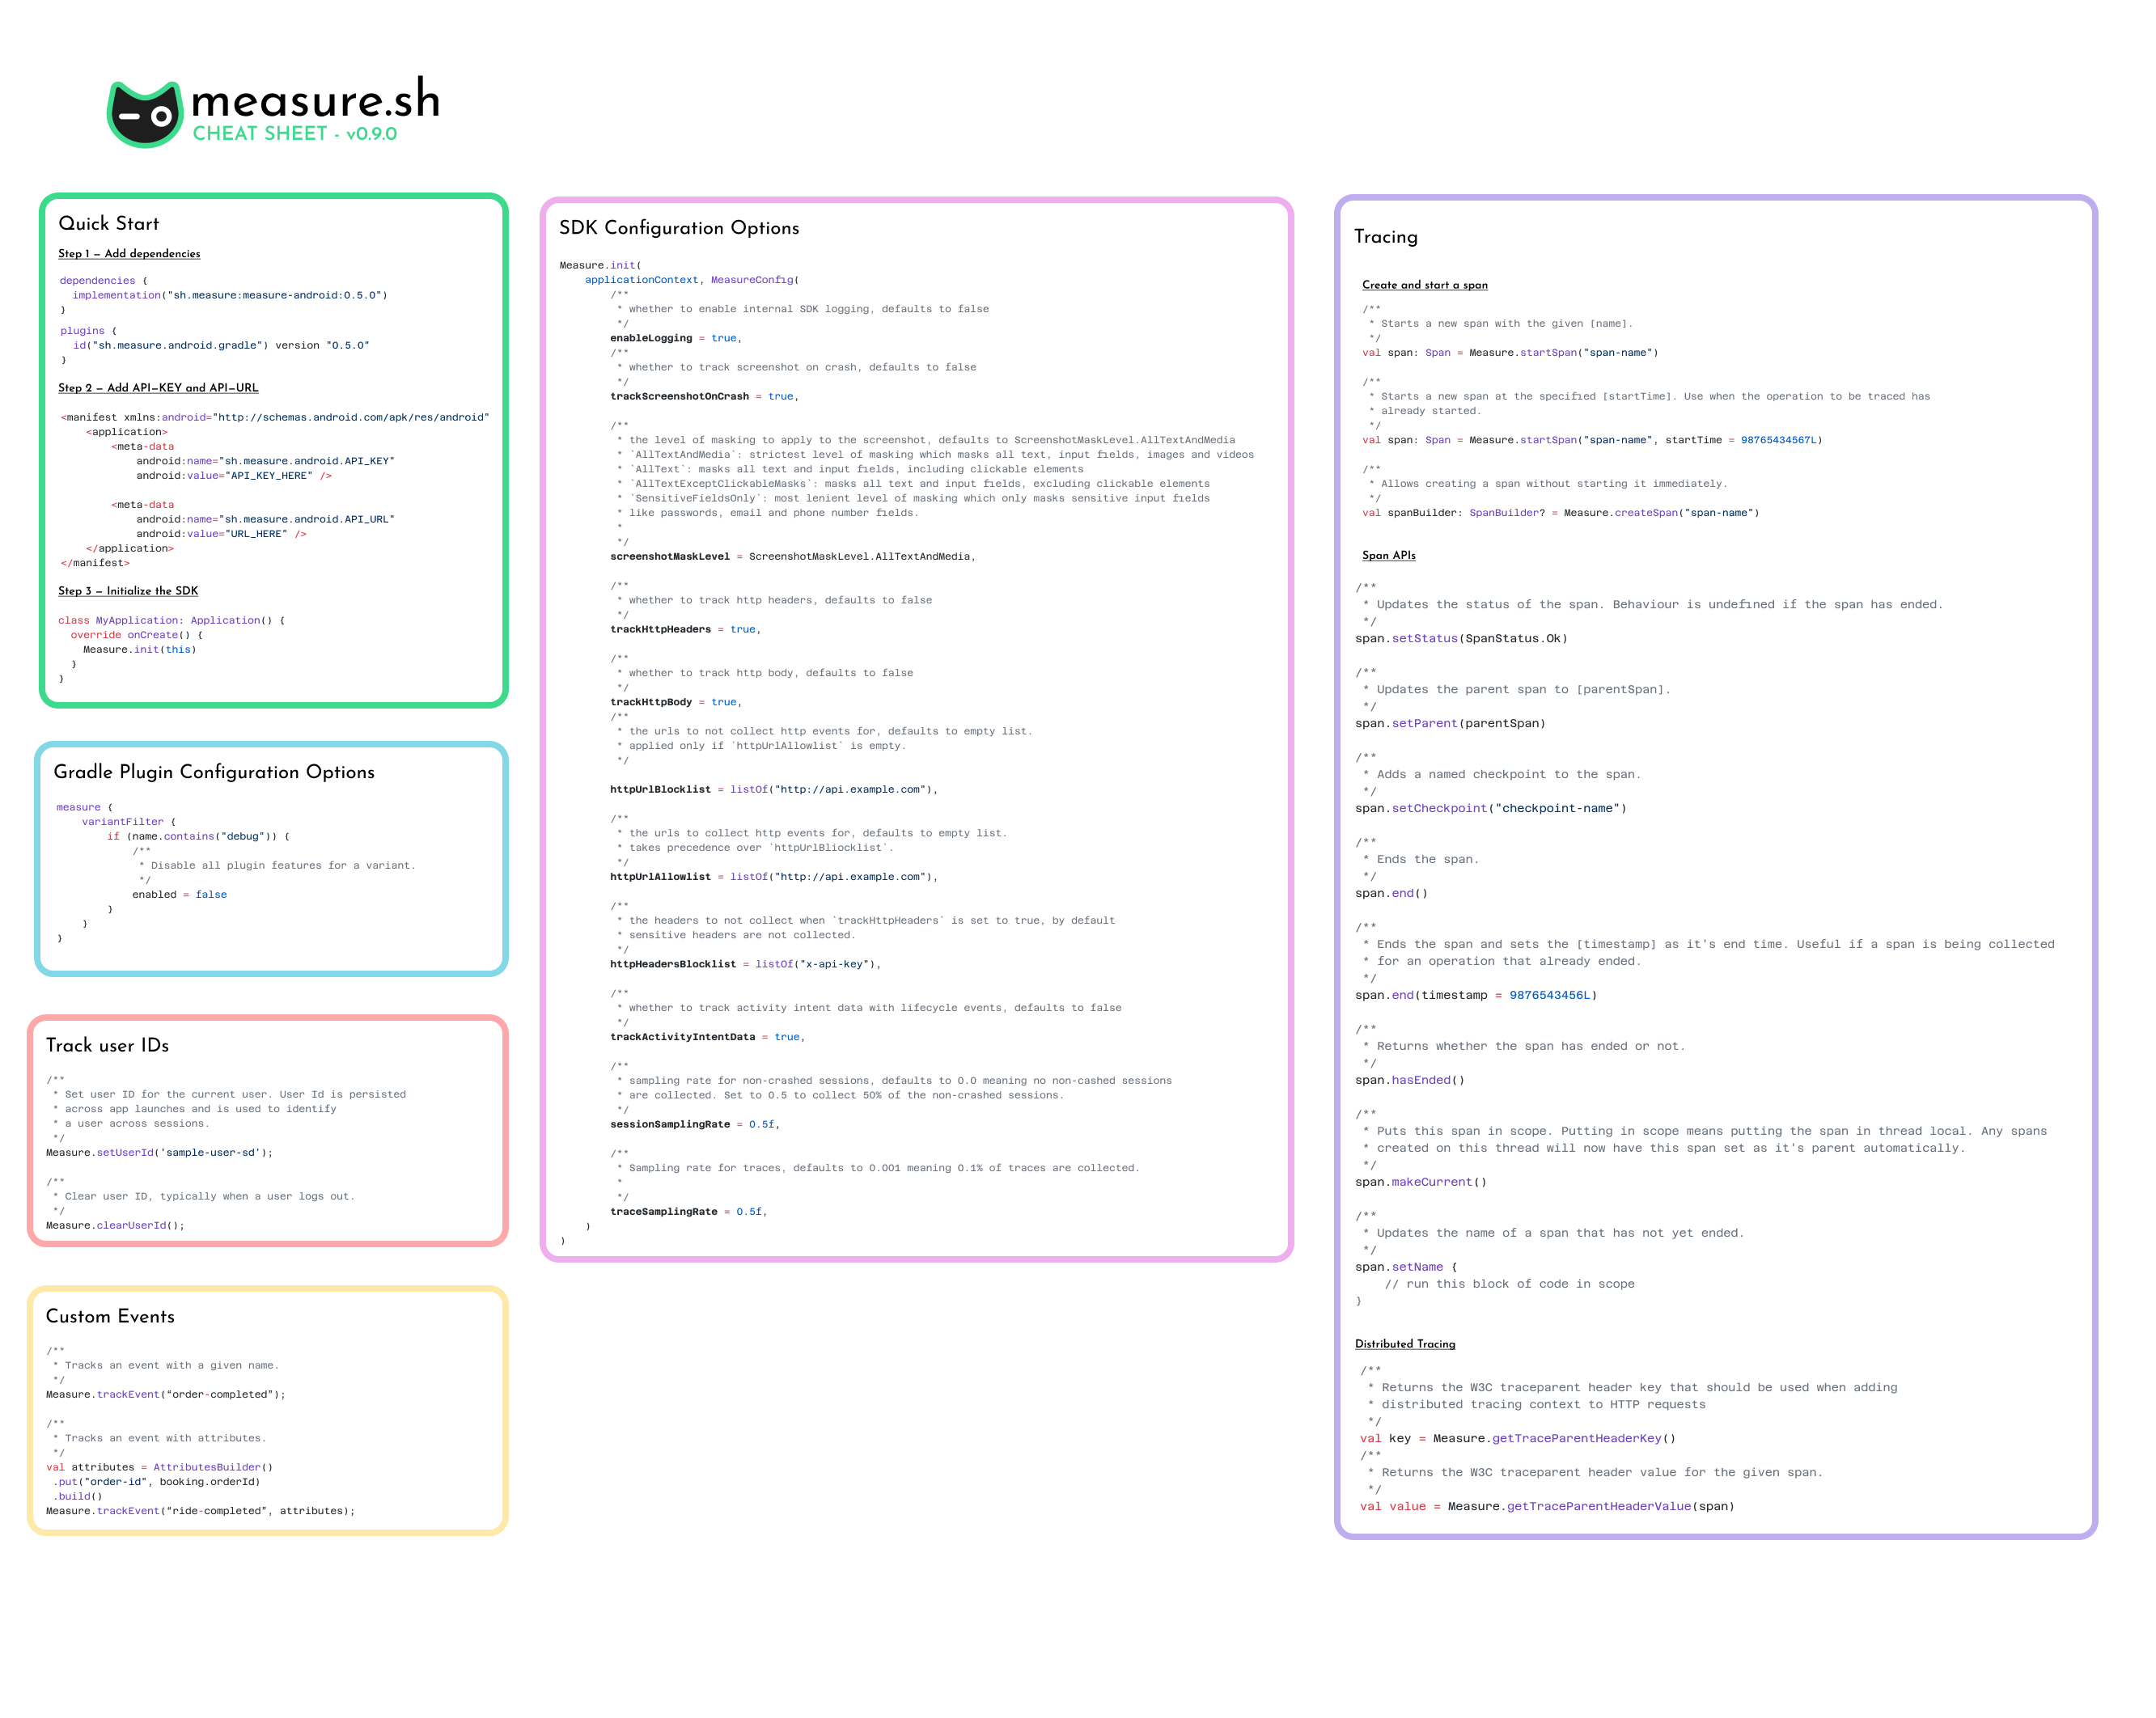 measure.sh
CHEAT SHEET - v0.9.0
Quick Start
Step 1 – Add dependencies
dependencies {
  implementation("sh.measure:measure-android:0.5.0")
}
plugins {
  id("sh.measure.android.gradle") version "0.5.0"
}
Step 2 – Add API–KEY and API–URL
<manifest xmlns:android="http://schemas.android.com/apk/res/android"
    <application>
        <meta-data
            android:name="sh.measure.android.API_KEY"
            android:value="API_KEY_HERE" />
        <meta-data
            android:name="sh.measure.android.API_URL"
            android:value="URL_HERE" />
    </application>
</manifest>
Step 3 – Initialize the SDK
class MyApplication: Application() {
  override onCreate() {
    Measure.init(this)
  }
}
Gradle Plugin Configuration Options
measure {
    variantFilter {
        if (name.contains("debug")) {
            /**
             * Disable all plugin features for a variant.
             */
            enabled = false
        }
    }
}
Track user IDs
/**
 * Set user ID for the current user. User Id is persisted
 * across app launches and is used to identify
 * a user across sessions.
 */
Measure.setUserId('sample-user-sd');
/**
 * Clear user ID, typically when a user logs out.
 */
Measure.clearUserId();
Custom Events
/**
 * Tracks an event with a given name.
 */
Measure.trackEvent("order-completed");
/**
 * Tracks an event with attributes.
 */
val attributes = AttributesBuilder()
 .put("order-id", booking.orderId)
 .build()
Measure.trackEvent("ride-completed", attributes);
SDK Configuration Options
Measure.init(
    applicationContext, MeasureConfig(
        /**
         * whether to enable internal SDK logging, defaults to false
         */
        enableLogging = true,
        /**
         * whether to track screenshot on crash, defaults to false
         */
        trackScreenshotOnCrash = true,
        /**
         * the level of masking to apply to the screenshot, defaults to ScreenshotMaskLevel.AllTextAndMedia
         * `AllTextAndMedia`: strictest level of masking which masks all text, input fields, images and videos
         * `AllText`: masks all text and input fields, including clickable elements
         * `AllTextExceptClickableMasks`: masks all text and input fields, excluding clickable elements
         * `SensitiveFieldsOnly`: most lenient level of masking which only masks sensitive input fields
         * like passwords, email and phone number fields.
         *
         */
        screenshotMaskLevel = ScreenshotMaskLevel.AllTextAndMedia,
        /**
         * whether to track http headers, defaults to false
         */
        trackHttpHeaders = true,
        /**
         * whether to track http body, defaults to false
         */
        trackHttpBody = true,
        /**
         * the urls to not collect http events for, defaults to empty list.
         * applied only if `httpUrlAllowlist` is empty.
         */
        httpUrlBlocklist = listOf("http://api.example.com"),
        /**
         * the urls to collect http events for, defaults to empty list.
         * takes precedence over `httpUrlBliocklist`.
         */
        httpUrlAllowlist = listOf("http://api.example.com"),
        /**
         * the headers to not collect when `trackHttpHeaders` is set to true, by default
         * sensitive headers are not collected.
         */
        httpHeadersBlocklist = listOf("x-api-key"),
        /**
         * whether to track activity intent data with lifecycle events, defaults to false
         */
        trackActivityIntentData = true,
        /**
         * sampling rate for non-crashed sessions, defaults to 0.0 meaning no non-cashed sessions
         * are collected. Set to 0.5 to collect 50% of the non-crashed sessions.
         */
        sessionSamplingRate = 0.5f,
        /**
         * Sampling rate for traces, defaults to 0.001 meaning 0.1% of traces are collected.
         *
         */
        traceSamplingRate = 0.5f,
    )
)
Tracing
Create and start a span
/**
 * Starts a new span with the given [name].
 */
val span: Span = Measure.startSpan("span-name")
/**
 * Starts a new span at the specified [startTime]. Use when the operation to be traced has
 * already started.
 */
val span: Span = Measure.startSpan("span-name", startTime = 98765434567L)
/**
 * Allows creating a span without starting it immediately.
 */
val spanBuilder: SpanBuilder? = Measure.createSpan("span-name")
Span APIs
/**
 * Updates the status of the span. Behaviour is undefined if the span has ended.
 */
span.setStatus(SpanStatus.Ok)
/**
 * Updates the parent span to [parentSpan].
 */
span.setParent(parentSpan)
/**
 * Adds a named checkpoint to the span.
 */
span.setCheckpoint("checkpoint-name")
/**
 * Ends the span.
 */
span.end()
/**
 * Ends the span and sets the [timestamp] as it's end time. Useful if a span is being collected
 * for an operation that already ended.
 */
span.end(timestamp = 9876543456L)
/**
 * Returns whether the span has ended or not.
 */
span.hasEnded()
/**
 * Puts this span in scope. Putting in scope means putting the span in thread local. Any spans
 * created on this thread will now have this span set as it's parent automatically.
 */
span.makeCurrent()
/**
 * Updates the name of a span that has not yet ended.
 */
span.setName {
    // run this block of code in scope
}
Distributed Tracing
/**
 * Returns the W3C traceparent header key that should be used when adding
 * distributed tracing context to HTTP requests
 */
val key = Measure.getTraceParentHeaderKey()
/**
 * Returns the W3C traceparent header value for the given span.
 */
val value = Measure.getTraceParentHeaderValue(span)